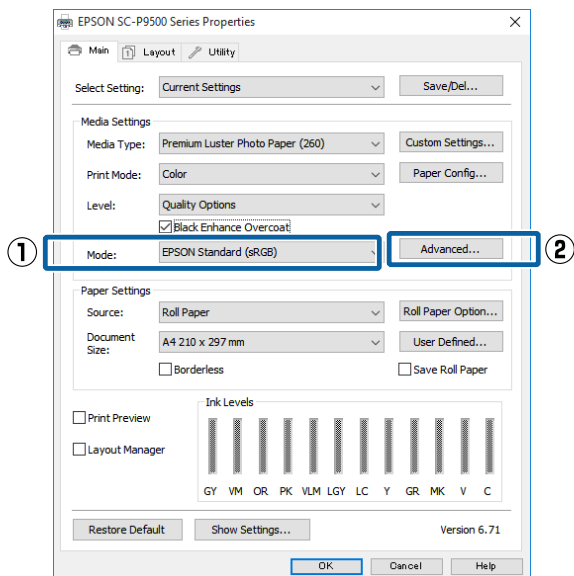 EPSON SC-P9500 Series Properties
Main Layout Utility
Select Setting: Current Settings Save/Del...
Media Settings
Media Type: Premium Luster Photo Paper (260) Custom Settings...
Print Mode: Color Paper Config...
Level: Quality Options
Black Enhance Overcoat
1 Mode: EPSON Standard (sRGB) Advanced... 2
Paper Settings
Source: Roll Paper Roll Paper Option...
Document Size: A4 210 x 297 mm User Defined...
Borderless Save Roll Paper
Ink Levels
Print Preview
Layout Manager
GY VM OR PK VLM LGY LC Y GR MK V C
Restore Default Show Settings... Version 6.71
OK Cancel Help